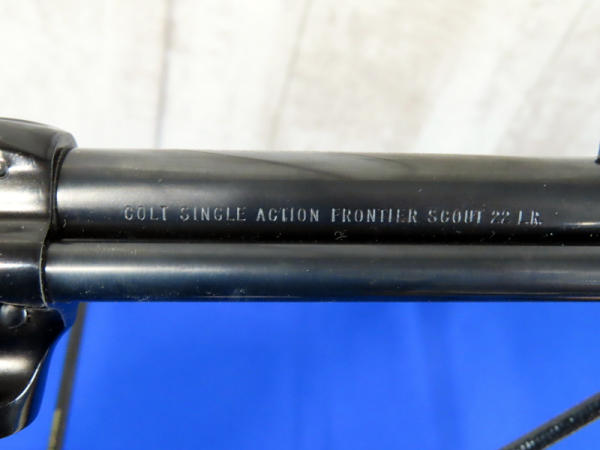 COLT SINGLE ACTION FRONTIER SCOUT 22 L.R.